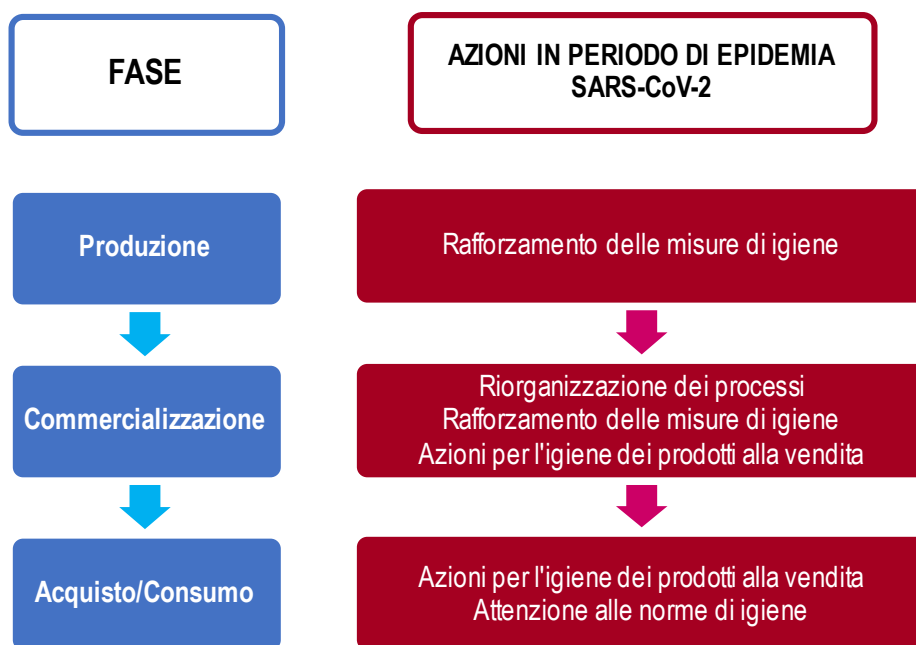 FASE
AZIONI IN PERIODO DI EPIDEMIA
SARS-CoV-2
Produzione
Rafforzamento delle misure di igiene
Commercializzazione
Riorganizzazione dei processi
Rafforzamento delle misure di igiene
Azioni per l'igiene dei prodotti alla vendita
Acquisto/Consumo
Azioni per l'igiene dei prodotti alla vendita
Attenzione alle norme di igiene